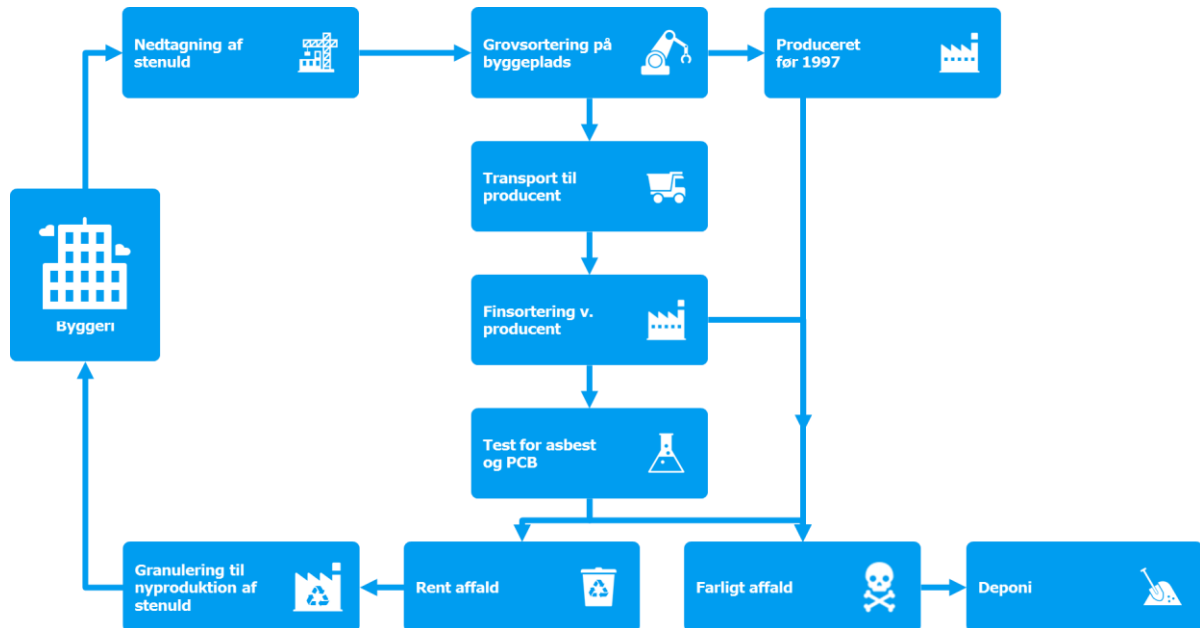 Nedtagning af
stenuld
Grovsortering på
byggeplads
Produceret
før 1997
Transport til
producent
Byggeri
Finsortering v.
producent
Test for asbest
og PCB
Granulering til
nyproduktion af
stenuld
Rent affald
Farligt affald
Deponi